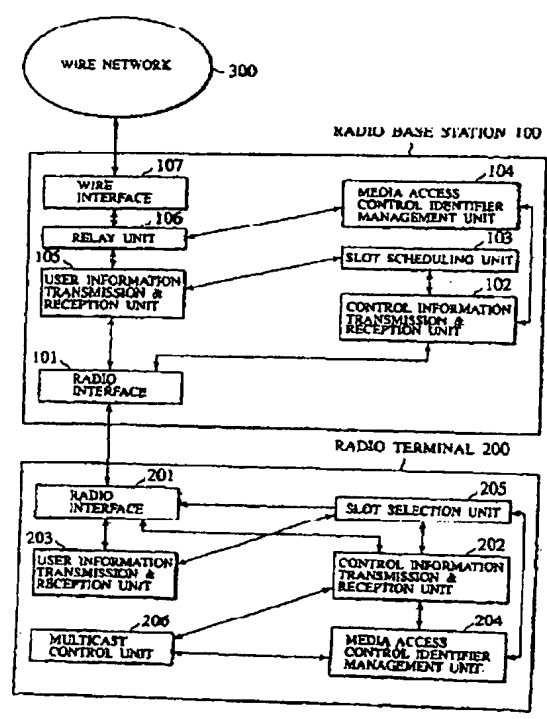 WIRE NETWORK
300
RADIO BASE STATION 100
107
WIRE
INTERFACE
104
MEDIA ACCESS
CONTROL IDENTIFIER
MANAGEMENT UNIT
106
RELAY UNIT
103
SLOT SCHEDULING UNIT
105
USER INFORMATION
TRANSMISSION &
RECEPTION UNIT
102
CONTROL INFORMATION
TRANSMISSION &
RECEPTION UNIT
101
RADIO
INTERFACE
RADIO TERMINAL 200
201
RADIO
INTERFACE
205
SLOT SELECTION UNIT
203
USER INFORMATION
TRANSMISSION &
RECEPTION UNIT
202
CONTROL INFORMATION
TRANSMISSION &
RECEPTION UNIT
206
MULTICAST
CONTROL UNIT
204
MEDIA ACCESS
CONTROL IDENTIFIER
MANAGEMENT UNIT